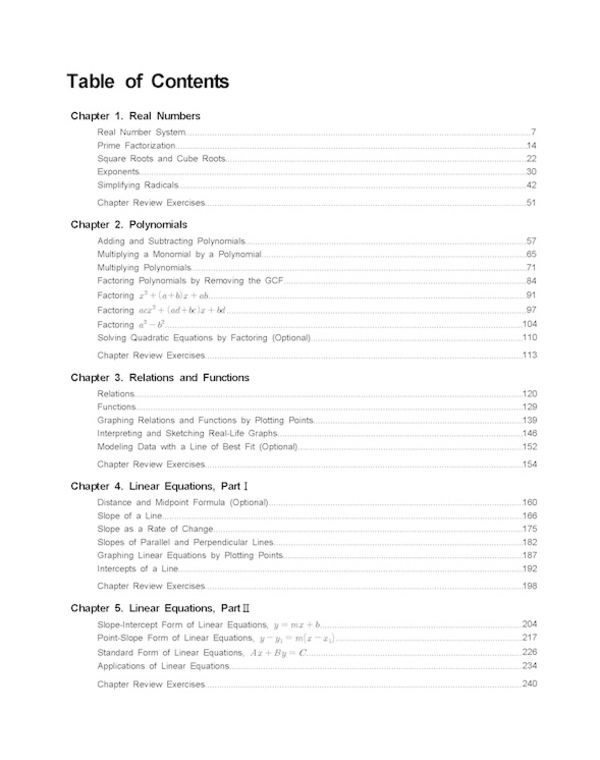 Table of Contents
Chapter 1. Real Numbers
Real Number System 7
Prime Factorization 14
Square Roots and Cube Roots 22
Exponents 30
Simplifying Radicals 42
Chapter Review Exercises 51
Chapter 2. Polynomials
Adding and Subtracting Polynomials 57
Multiplying a Monomial by a Polynomial 65
Multiplying Polynomials 71
Factoring Polynomials by Removing the GCF 84
Factoring x² + (a+b)x + ab 91
Factoring acx² + (ad+bc)x + bd 97
Factoring a² − b² 104
Solving Quadratic Equations by Factoring (Optional) 110
Chapter Review Exercises 113
Chapter 3. Relations and Functions
Relations 120
Functions 129
Graphing Relations and Functions by Plotting Points 139
Interpreting and Sketching Real-Life Graphs 146
Modeling Data with a Line of Best Fit (Optional) 152
Chapter Review Exercises 154
Chapter 4. Linear Equations, Part Ⅰ
Distance and Midpoint Formula (Optional) 160
Slope of a Line 166
Slope as a Rate of Change 175
Slopes of Parallel and Perpendicular Lines 182
Graphing Linear Equations by Plotting Points 187
Intercepts of a Line 192
Chapter Review Exercises 198
Chapter 5. Linear Equations, Part Ⅱ
Slope-Intercept Form of Linear Equations, y = mx + b 204
Point-Slope Form of Linear Equations, y − y₁ = m(x − x₁) 217
Standard Form of Linear Equations, Ax + By = C 226
Applications of Linear Equations 234
Chapter Review Exercises 240